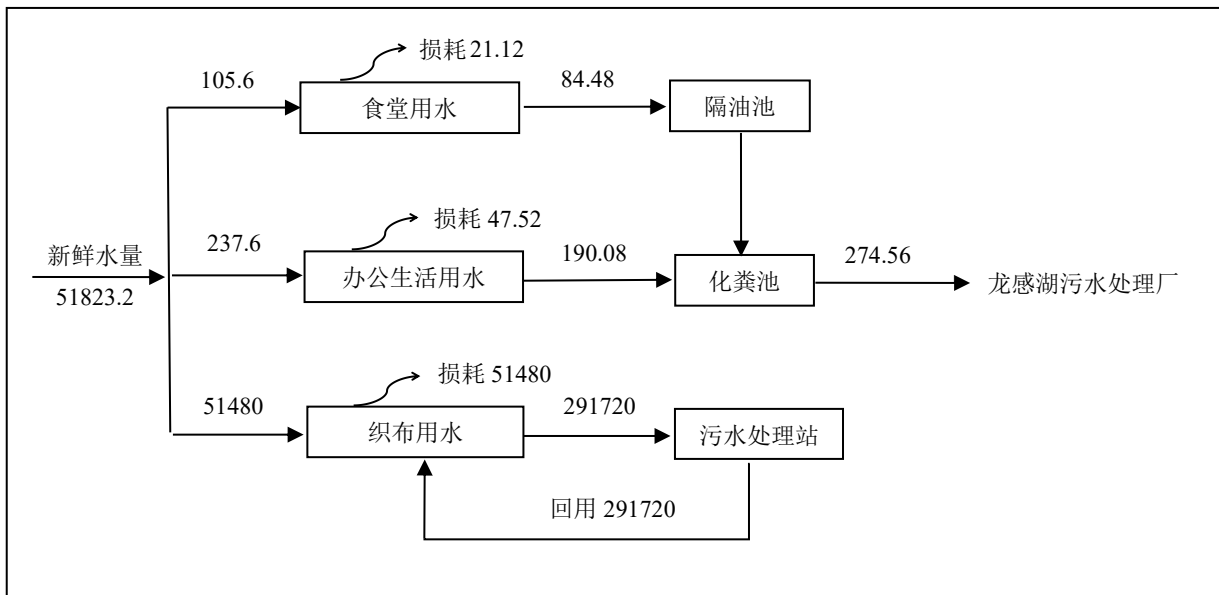 损耗 21.12
105.6
食堂用水
84.48
隔油池
损耗 47.52
新鲜水量
51823.2
237.6
办公生活用水
190.08
化粪池
274.56
龙感湖污水处理厂
损耗 51480
51480
织布用水
291720
污水处理站
回用 291720